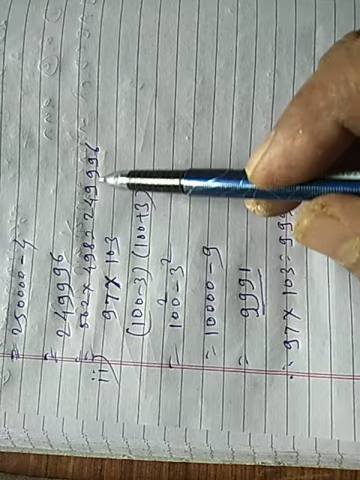 = 250000-4
= 249996
= 502 × 498 = 249996
ii) 97 × 103
(100-3) (100+3)
= 100² - 3²
= 10000 - 9
= 9991
∴ 97 × 103 = 999